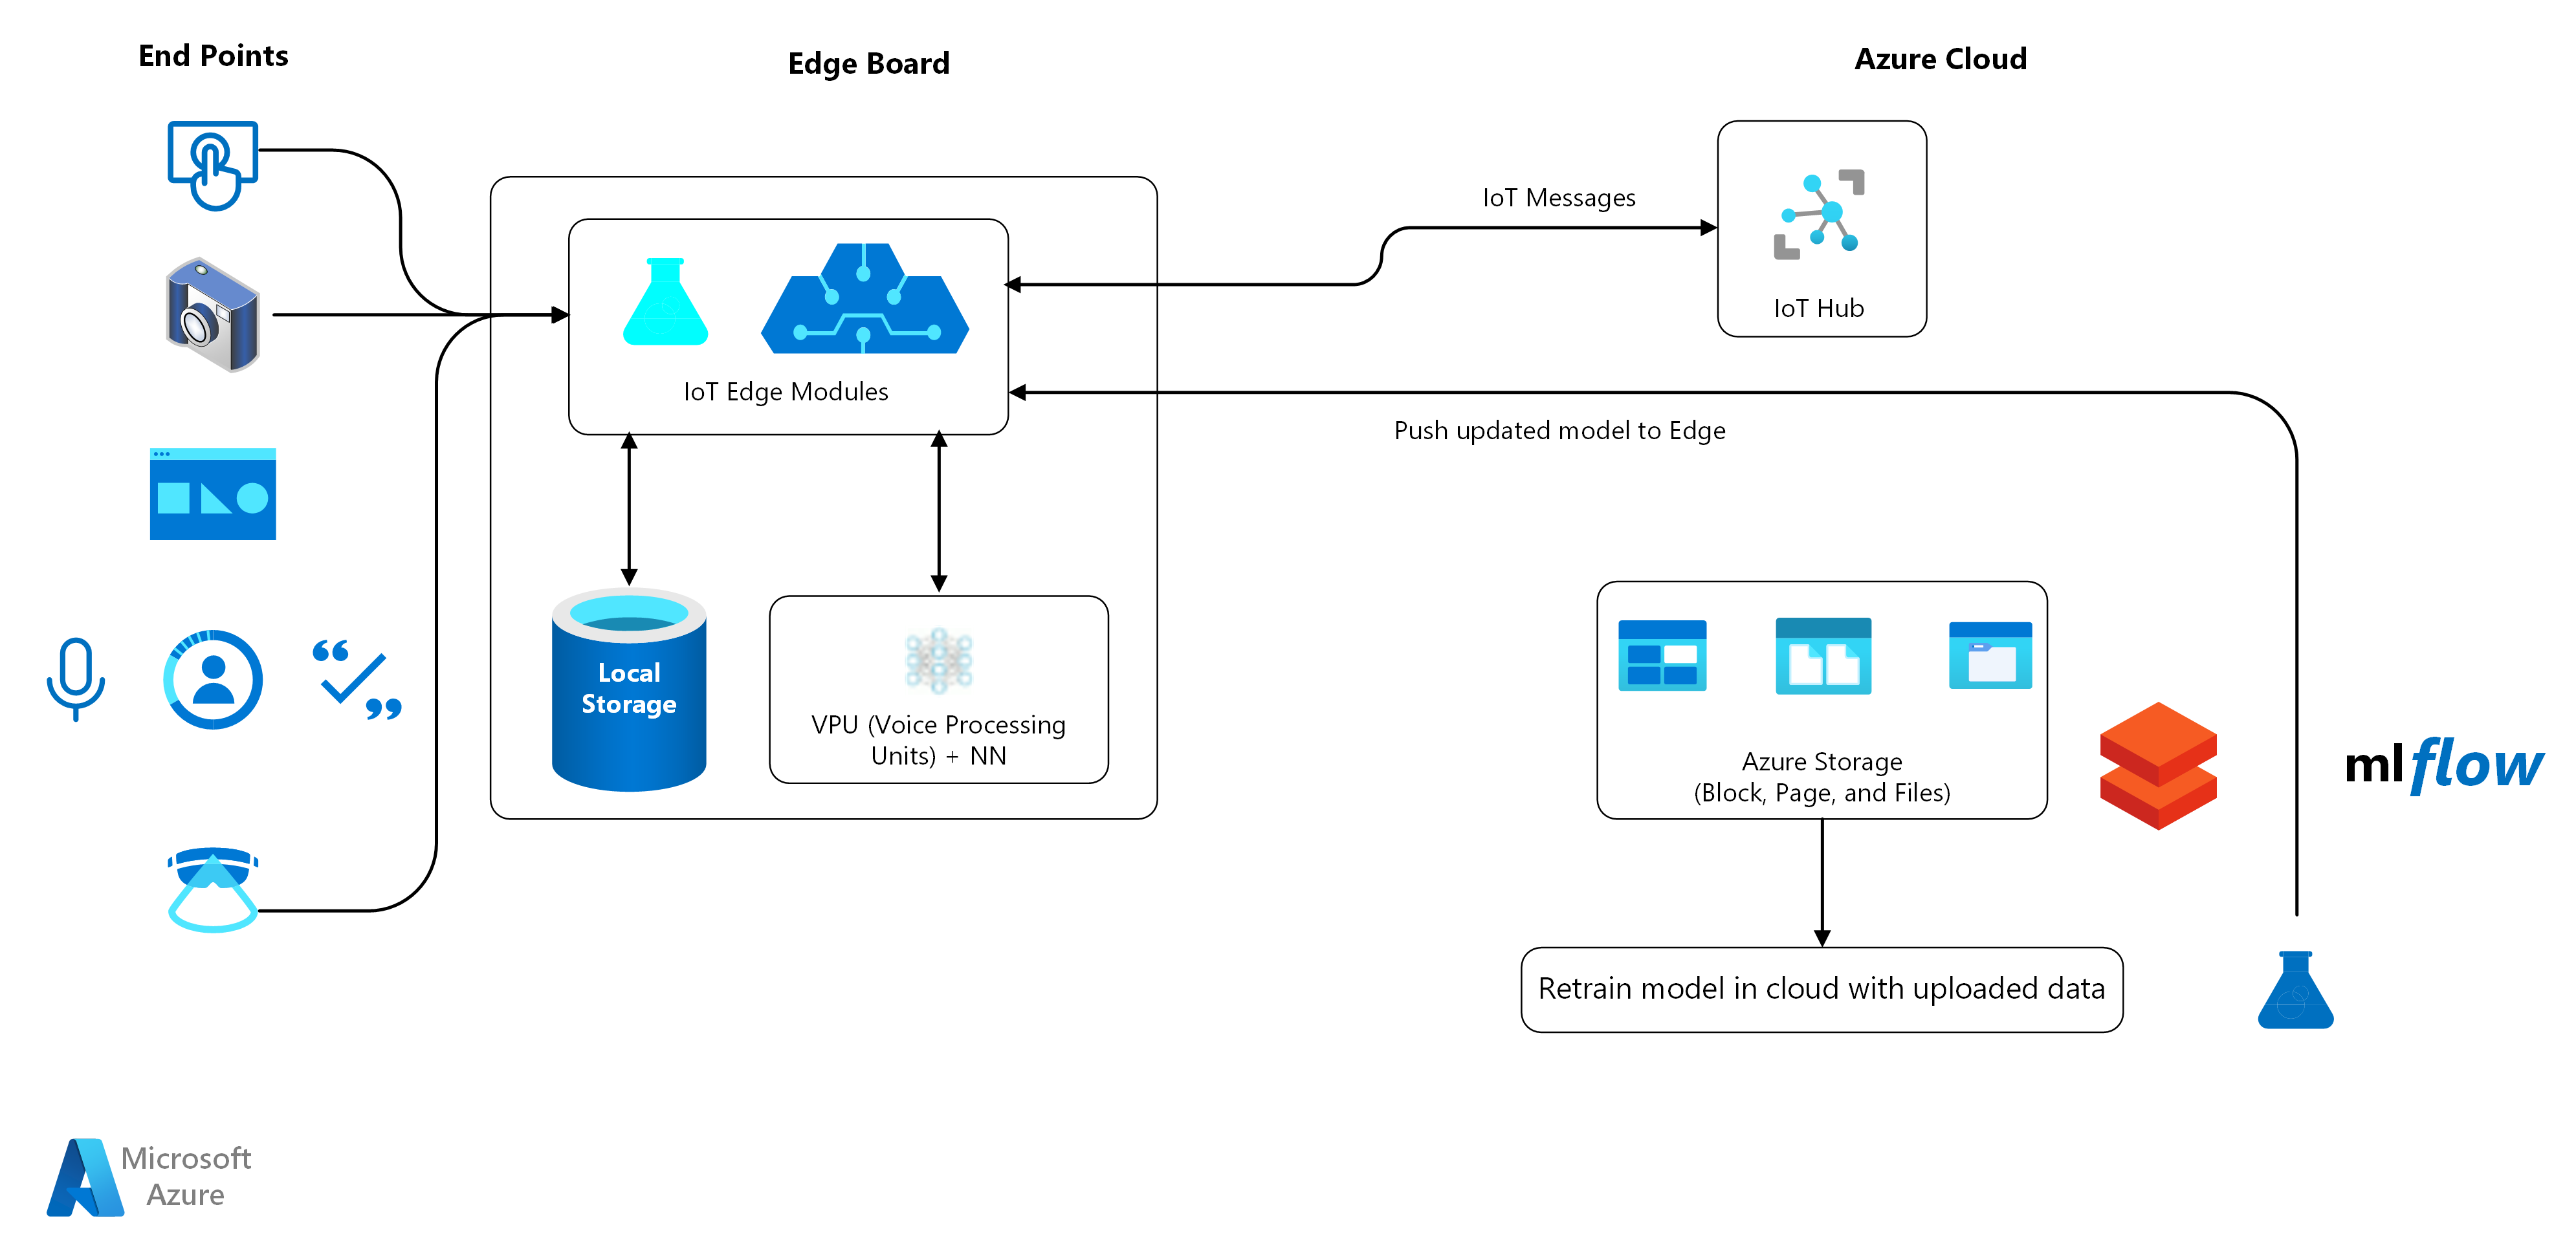 End Points
Edge Board
Azure Cloud
IoT Messages
IoT Hub
IoT Edge Modules
Push updated model to Edge
Local
Storage
VPU (Voice Processing
Units) + NN
Azure Storage
(Block, Page, and Files)
mlflow
Retrain model in cloud with uploaded data
Microsoft
Azure